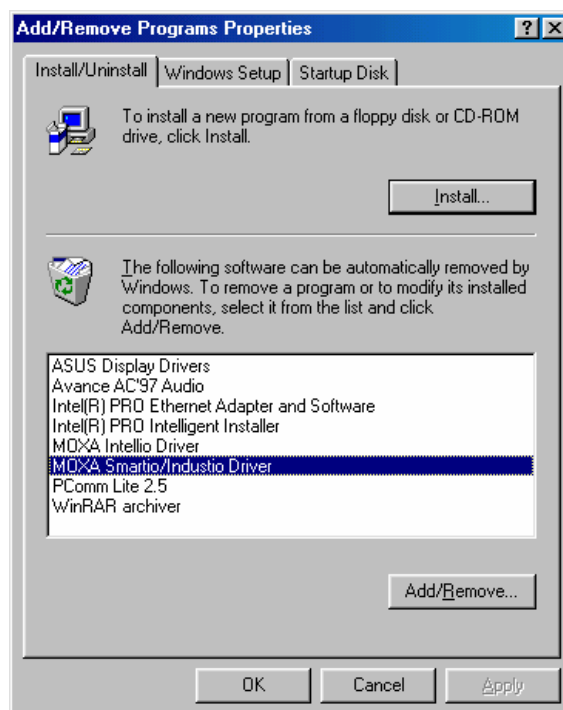 Add/Remove Programs Properties
Install/Uninstall
Windows Setup
Startup Disk
To install a new program from a floppy disk or CD-ROM
drive, click Install.
Install...
The following software can be automatically removed by
Windows. To remove a program or to modify its installed
components, select it from the list and click
Add/Remove.
ASUS Display Drivers
Avance AC'97 Audio
Intel(R) PRO Ethernet Adapter and Software
Intel(R) PRO Intelligent Installer
MOXA Intellio Driver
MOXA Smartio/Industio Driver
PComm Lite 2.5
WinRAR archiver
Add/Remove...
OK
Cancel
Apply